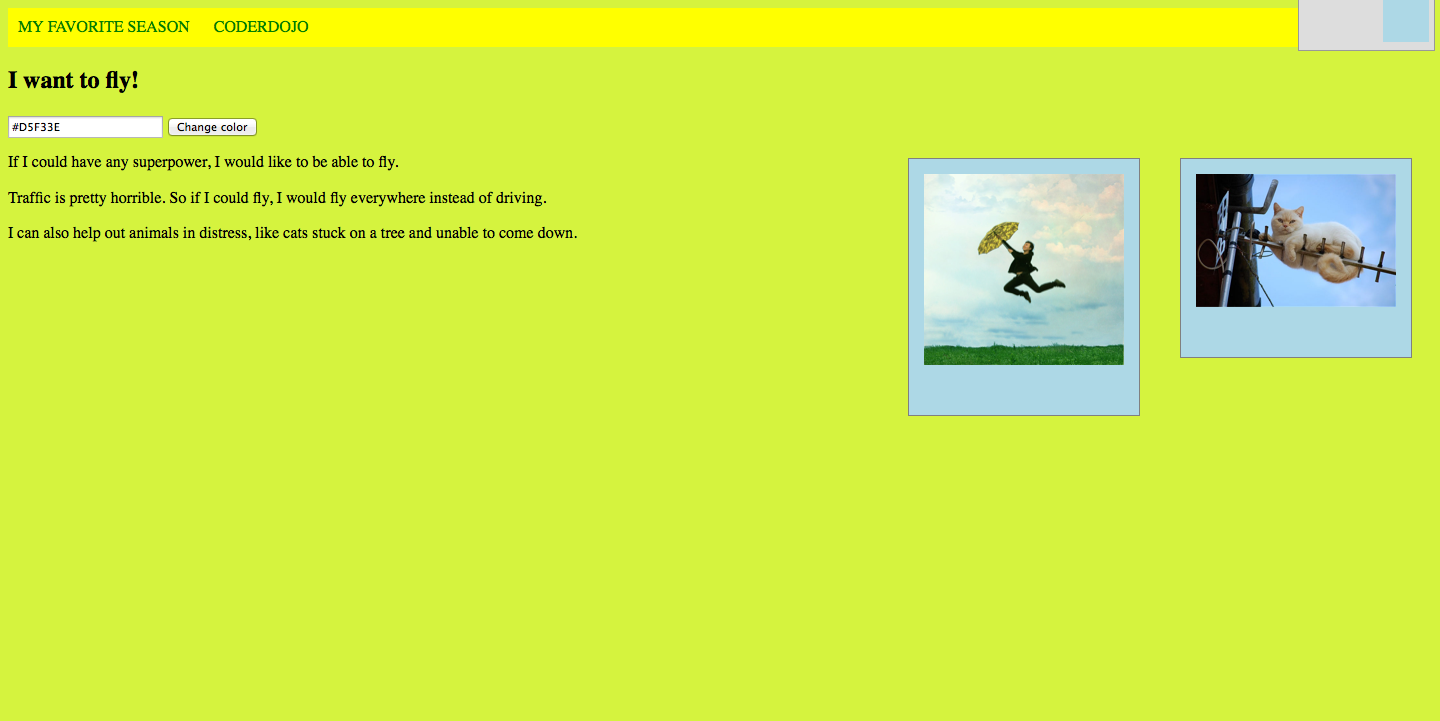 MY FAVORITE SEASON CODERDOJO
I want to fly!
#D5F33E Change color
If I could have any superpower, I would like to be able to fly.
Traffic is pretty horrible. So if I could fly, I would fly everywhere instead of driving.
I can also help out animals in distress, like cats stuck on a tree and unable to come down.